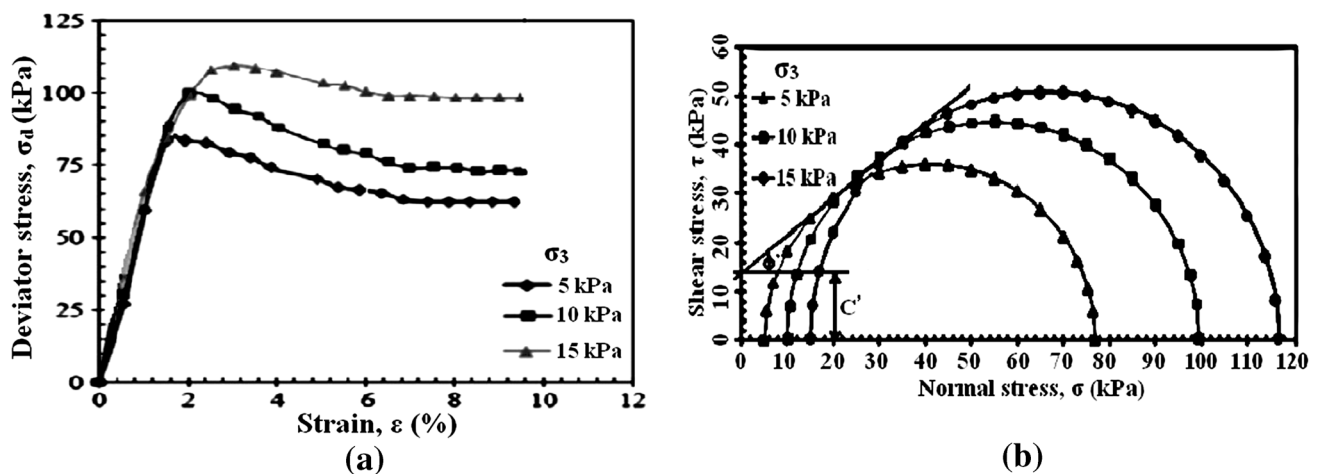 125
100
75
50
25
0
Deviator stress, σd (kPa)
σ3
5 kPa
10 kPa
15 kPa
0 2 4 6 8 10 12
Strain, ε (%)
(a)
60
50
40
30
20
10
0
Shear stress, τ (kPa)
σ3
5 kPa
10 kPa
15 kPa
C'
0 10 20 30 40 50 60 70 80 90 100 110 120
Normal stress, σ (kPa)
(b)